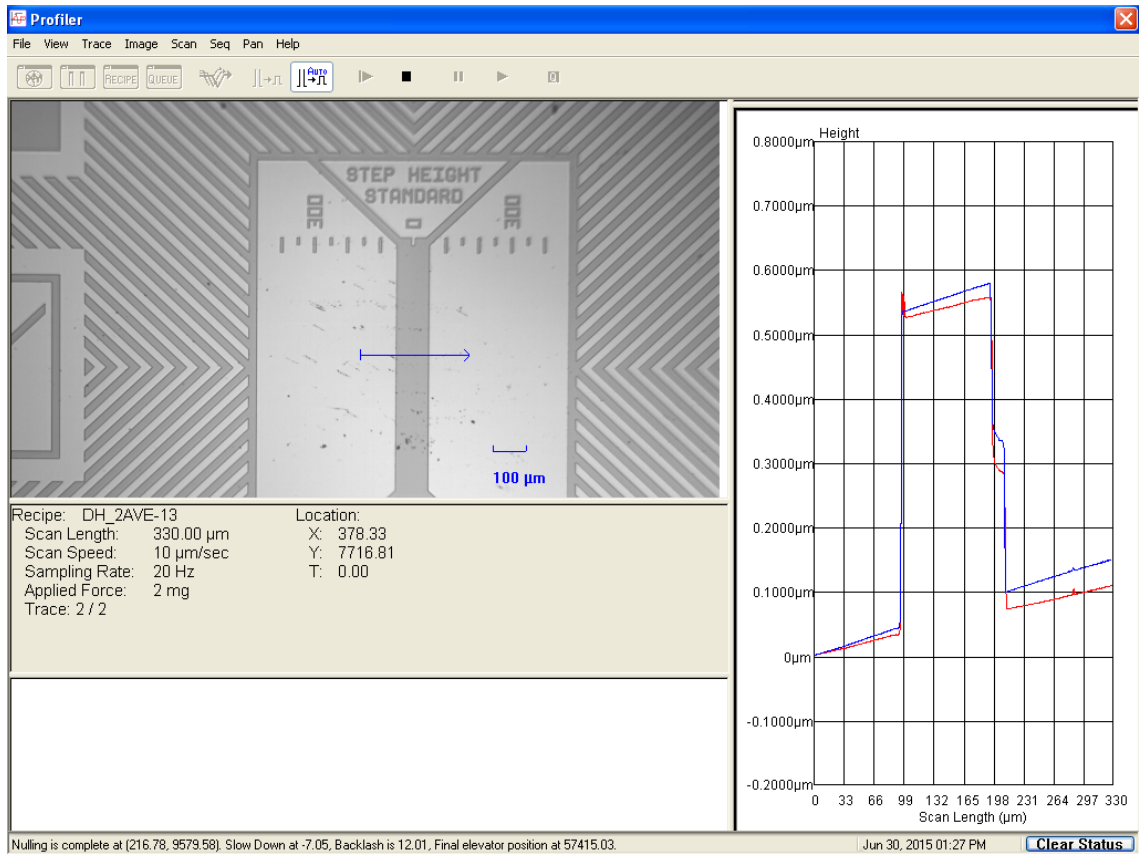 Profiler
File View Trace Image Scan Seq Pan Help
RECIPE QUEUE AUTO
STEP HEIGHT
STANDARD
300 0 300
100 µm
Recipe: DH_2AVE-13
Scan Length: 330.00 µm
Scan Speed: 10 µm/sec
Sampling Rate: 20 Hz
Applied Force: 2 mg
Trace: 2 / 2
Location:
X: 378.33
Y: 7716.81
T: 0.00
Height
0.8000µm
0.7000µm
0.6000µm
0.5000µm
0.4000µm
0.3000µm
0.2000µm
0.1000µm
0µm
-0.1000µm
-0.2000µm
0 33 66 99 132 165 198 231 264 297 330
Scan Length (µm)
Nulling is complete at (216.78, 9579.58). Slow Down at -7.05, Backlash is 12.01, Final elevator position at 57415.03.
Jun 30, 2015 01:27 PM
Clear Status